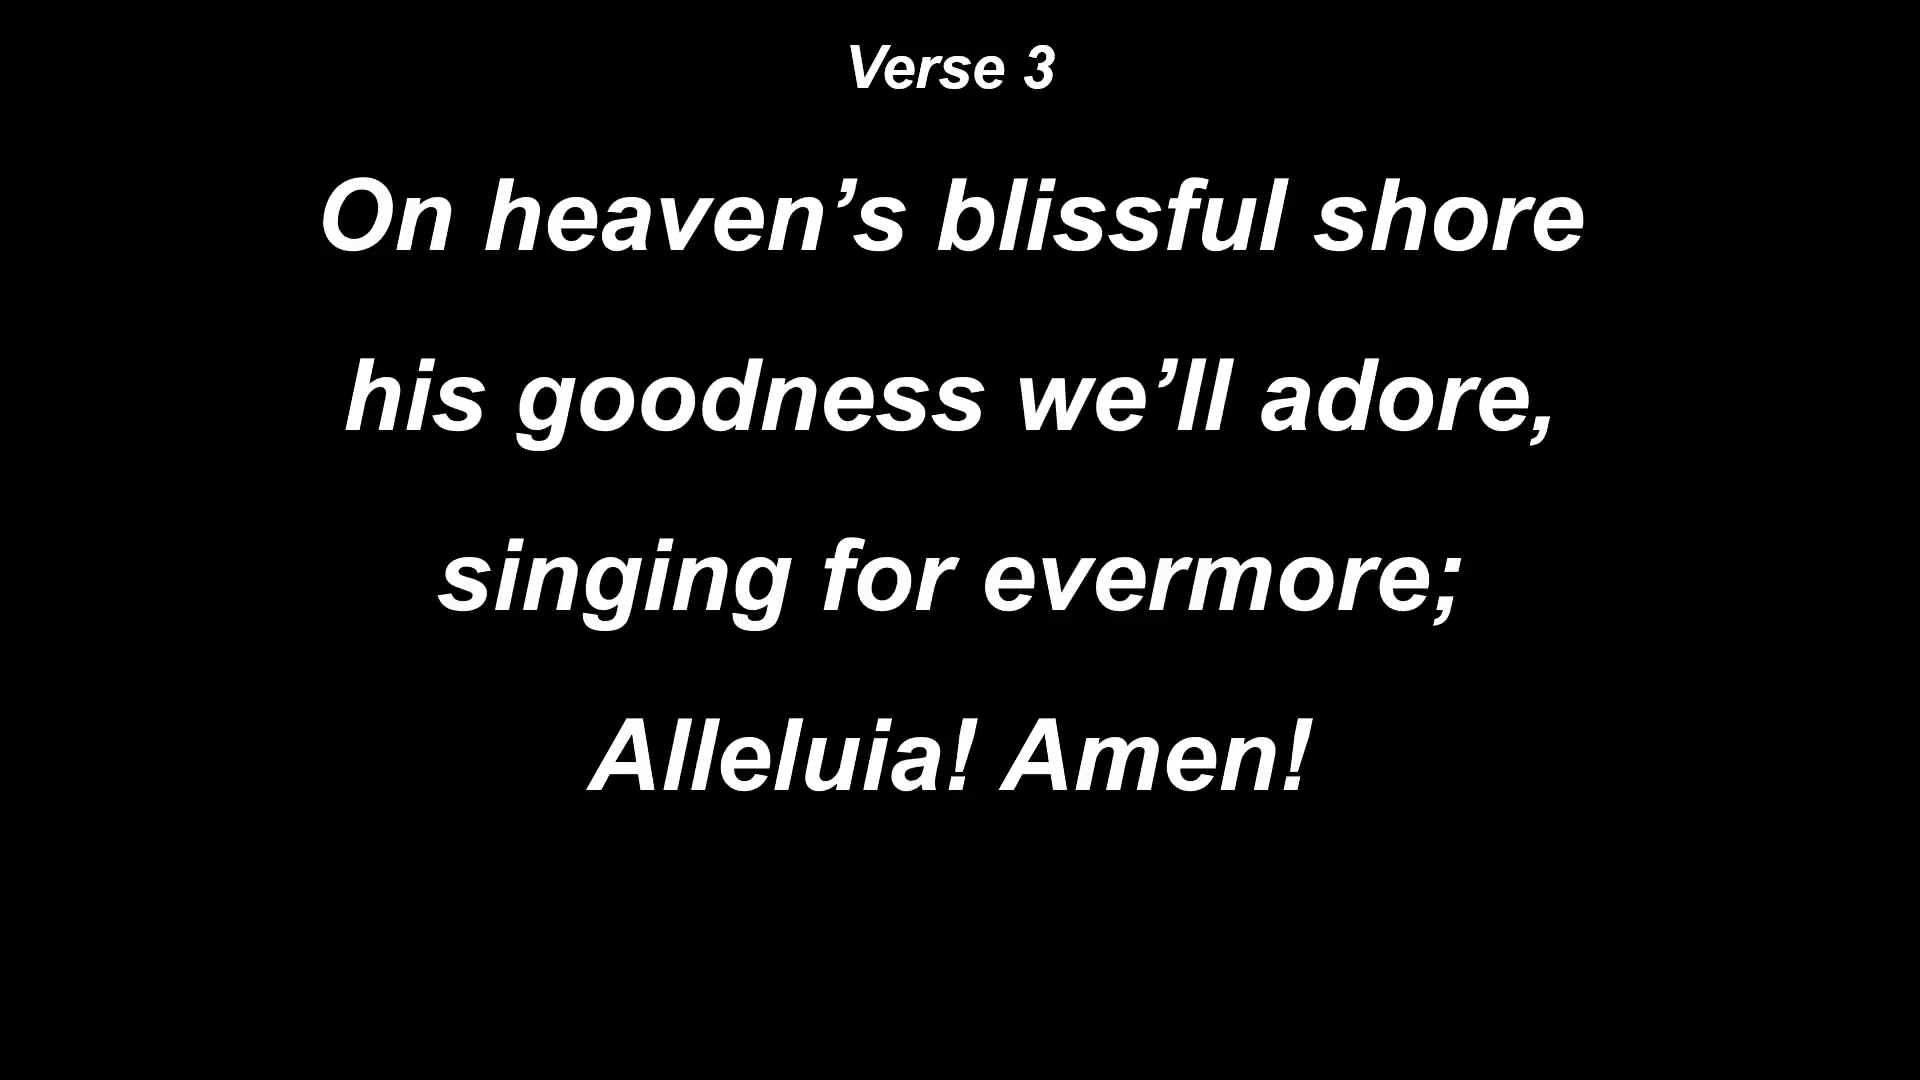 Verse 3
On heaven’s blissful shore
his goodness we’ll adore,
singing for evermore;
Alleluia! Amen!